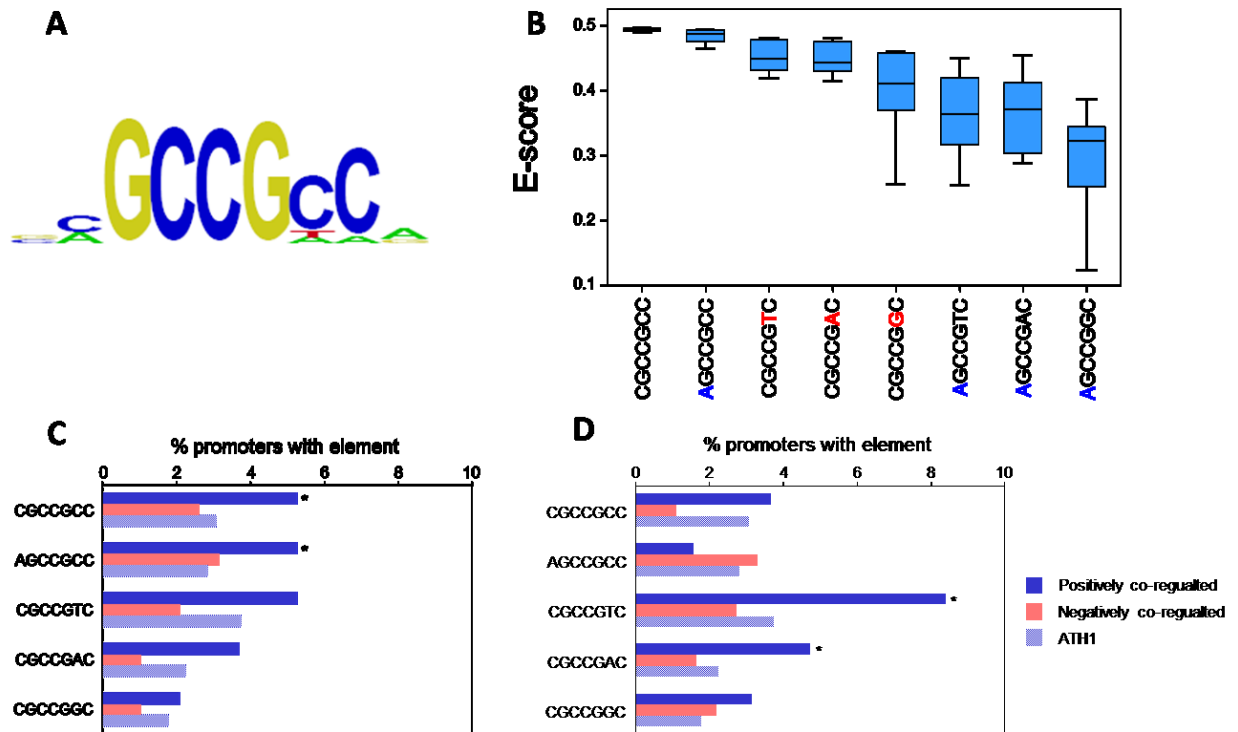 A
GCCGCC
C
A
T
A
A
A
B
E-score
0.5
0.4
0.3
0.2
0.1
CGCCGCC
AGCCGCC
CGCCGTC
CGCCGAC
CGCCGGC
AGCCGTC
AGCCGAC
AGCCGGC
C
% promoters with element
0 2 4 6 8 10
CGCCGCC *
AGCCGCC *
CGCCGTC
CGCCGAC
CGCCGGC
D
% promoters with element
0 2 4 6 8 10
CGCCGCC
AGCCGCC
CGCCGTC *
CGCCGAC *
CGCCGGC
Positively co-regualted
Negatively co-regualted
ATH1